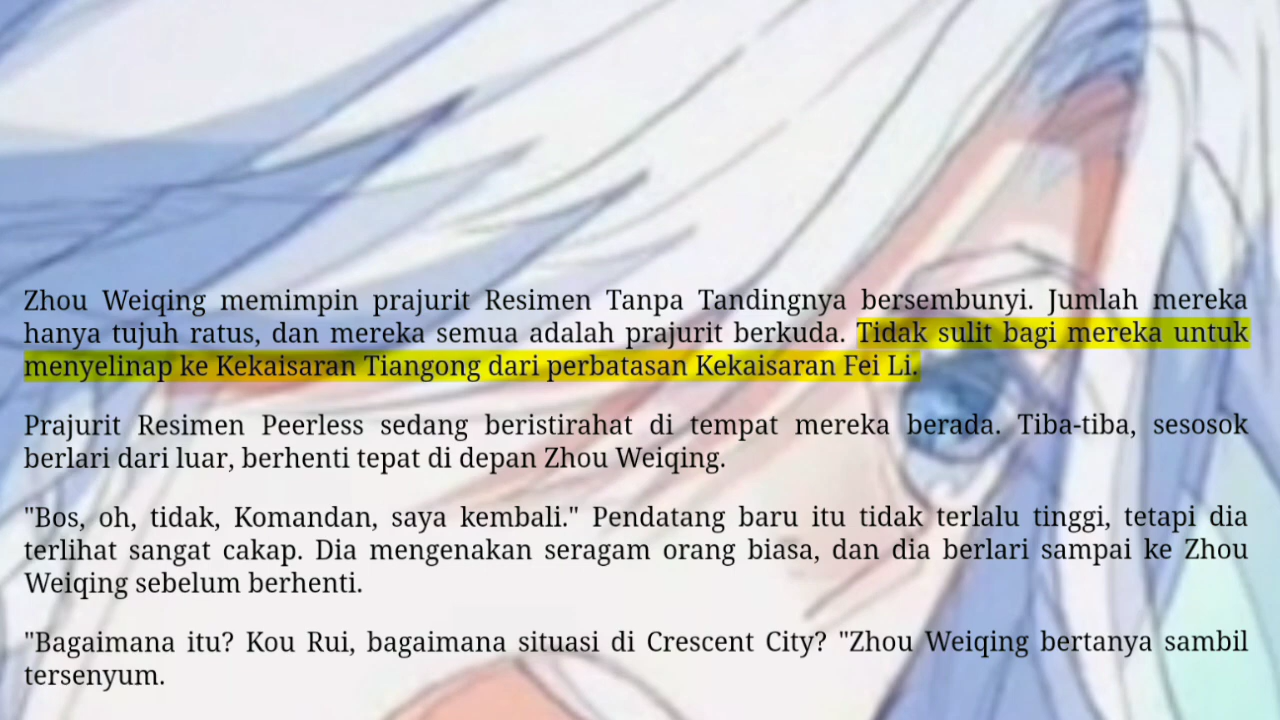 Zhou Weiqing memimpin prajurit Resimen Tanpa Tandingnya bersembunyi. Jumlah mereka
hanya tujuh ratus, dan mereka semua adalah prajurit berkuda. Tidak sulit bagi mereka untuk
menyelinap ke Kekaisaran Tiangong dari perbatasan Kekaisaran Fei Li.
Prajurit Resimen Peerless sedang beristirahat di tempat mereka berada. Tiba-tiba, sesosok
berlari dari luar, berhenti tepat di depan Zhou Weiqing.
"Bos, oh, tidak, Komandan, saya kembali." Pendatang baru itu tidak terlalu tinggi, tetapi dia
terlihat sangat cakap. Dia mengenakan seragam orang biasa, dan dia berlari sampai ke Zhou
Weiqing sebelum berhenti.
"Bagaimana itu? Kou Rui, bagaimana situasi di Crescent City? "Zhou Weiqing bertanya sambil
tersenyum.